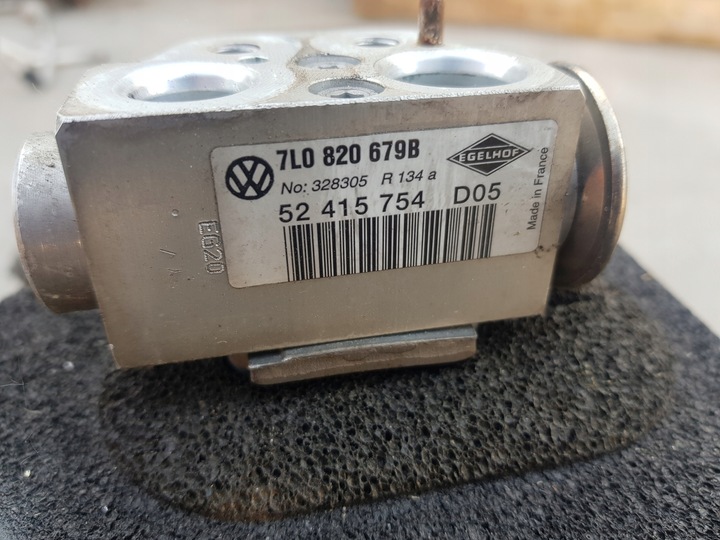 7L0 820 679B
No: 328305 R 134 a
52 415 754 D05
EGELHOF
Made in France
EG20